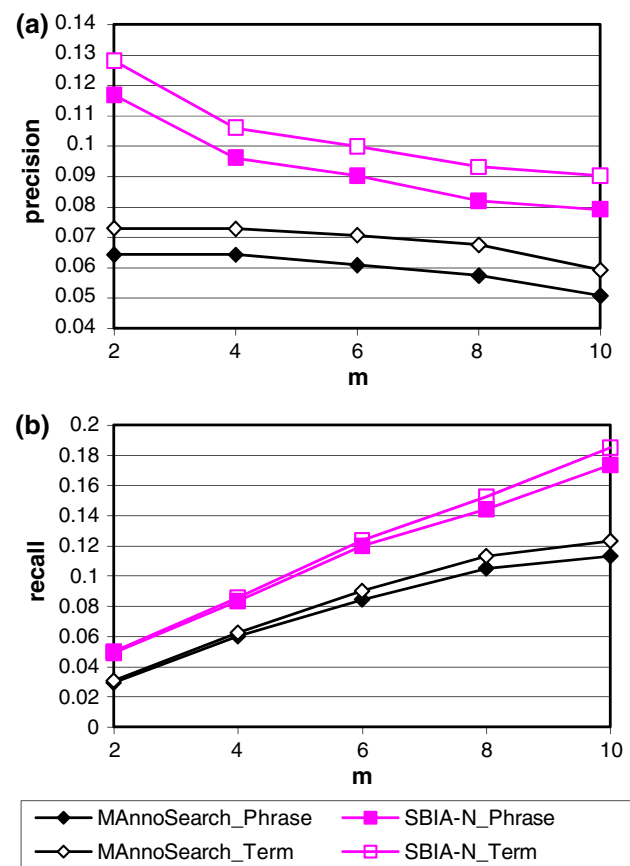 (a)
0.14
0.13
0.12
0.11
0.1
0.09
0.08
0.07
0.06
0.05
0.04
precision
2 4 6 8 10
m
(b)
0.2
0.18
0.16
0.14
0.12
0.1
0.08
0.06
0.04
0.02
0
recall
2 4 6 8 10
m
MAnnoSearch_Phrase SBIA-N_Phrase
MAnnoSearch_Term SBIA-N_Term